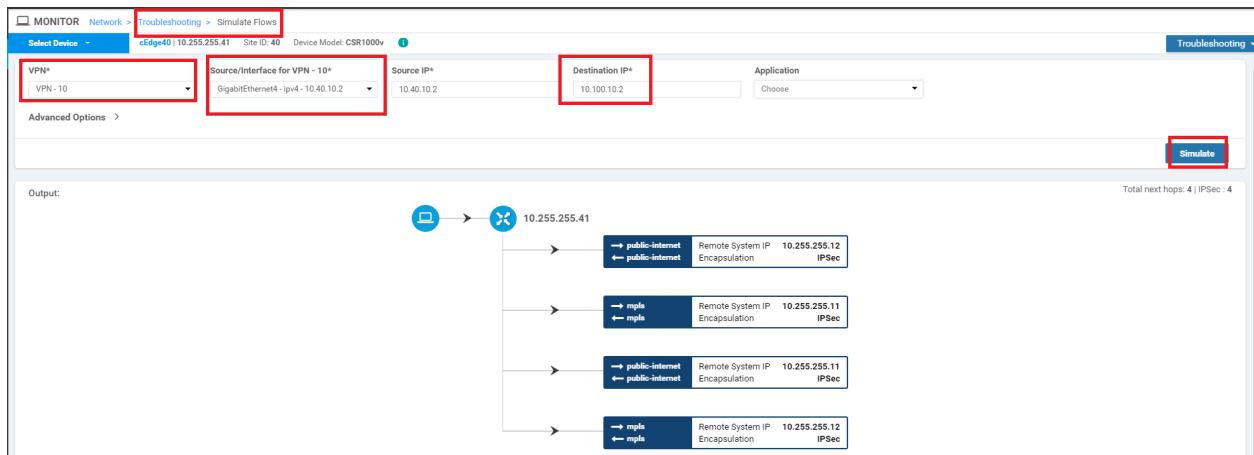 MONITOR Network > Troubleshooting > Simulate Flows
Select Device cEdge40 | 10.255.255.41 Site ID: 40 Device Model: CSR1000v i Troubleshooting
VPN* Source/Interface for VPN - 10* Source IP* Destination IP* Application
VPN - 10 GigabitEthernet4 - ipv4 - 10.40.10.2 10.40.10.2 10.100.10.2 Choose
Advanced Options >
Simulate
Output: Total next hops: 4 | IPSec : 4
10.255.255.41
→ public-internet Remote System IP 10.255.255.12
← public-internet Encapsulation IPSec
→ mpls Remote System IP 10.255.255.11
← mpls Encapsulation IPSec
→ public-internet Remote System IP 10.255.255.11
← public-internet Encapsulation IPSec
→ mpls Remote System IP 10.255.255.12
← mpls Encapsulation IPSec